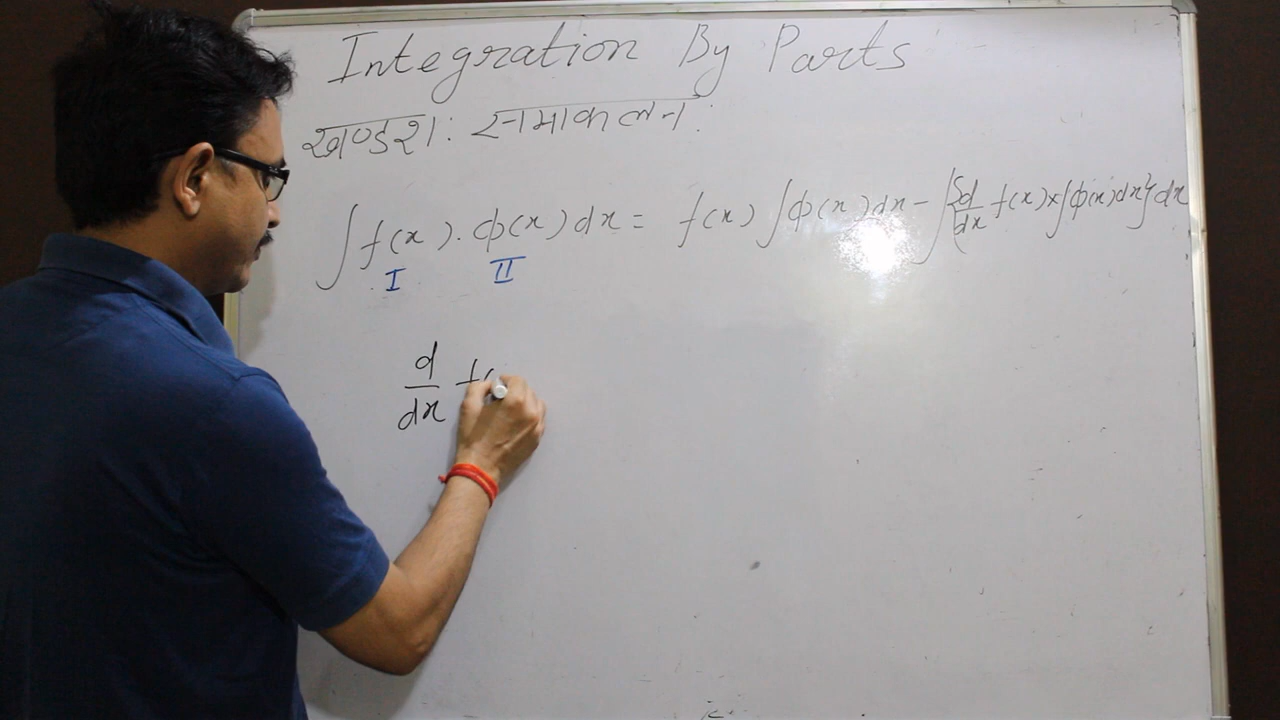 Integration By Parts
खण्डश: समाकलन:
∫ f(x) . ϕ(x) dx = f(x) ∫ ϕ(x) dx - ∫ { d/dx f(x) × ∫ ϕ(x) dx } dx
I II
d/dx f(